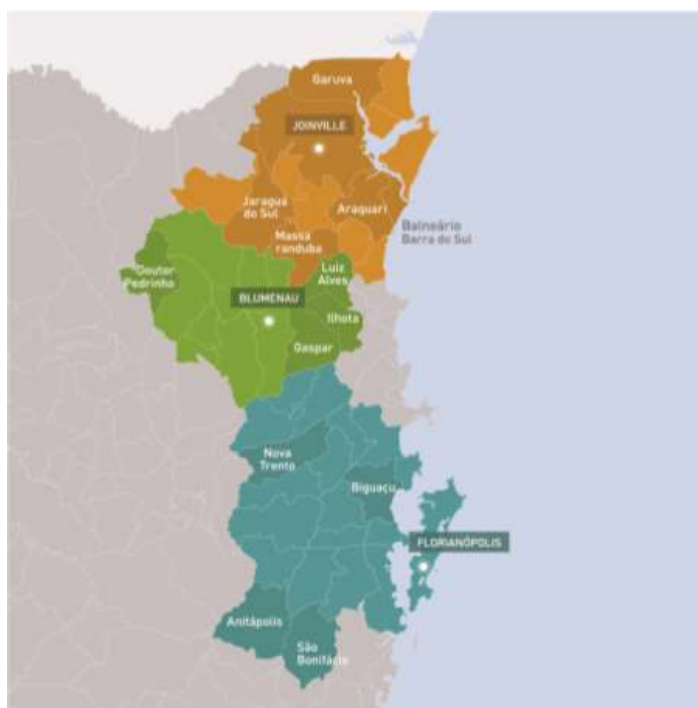 Garuva
JOINVILLE
Jaraguá
do Sul
Araquari
Massa
randuba
Balneário
Barra do Sul
Luiz
Alves
Douter
Pedrinho
BLUMENAU
Ilhota
Gaspar
Nova
Trento
Biguaçu
FLORIANÓPOLIS
Anitápolis
São
Bonifácio